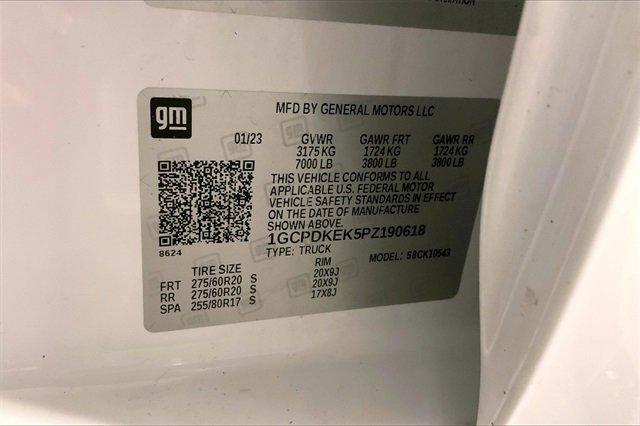 gm
MFD BY GENERAL MOTORS LLC
01/23 GVWR GAWR FRT GAWR RR
3175 KG 1724 KG 1724 KG
7000 LB 3800 LB 3800 LB
THIS VEHICLE CONFORMS TO ALL
APPLICABLE U.S. FEDERAL MOTOR
VEHICLE SAFETY STANDARDS IN EFFECT
ON THE DATE OF MANUFACTURE
SHOWN ABOVE.
1GCPDKEK5PZ190618
8624
TYPE: TRUCK MODEL: 58CK10543
TIRE SIZE RIM
FRT 275/60R20 S 20X9J
RR 275/60R20 S 20X9J
SPA 255/80R17 S 17X8J